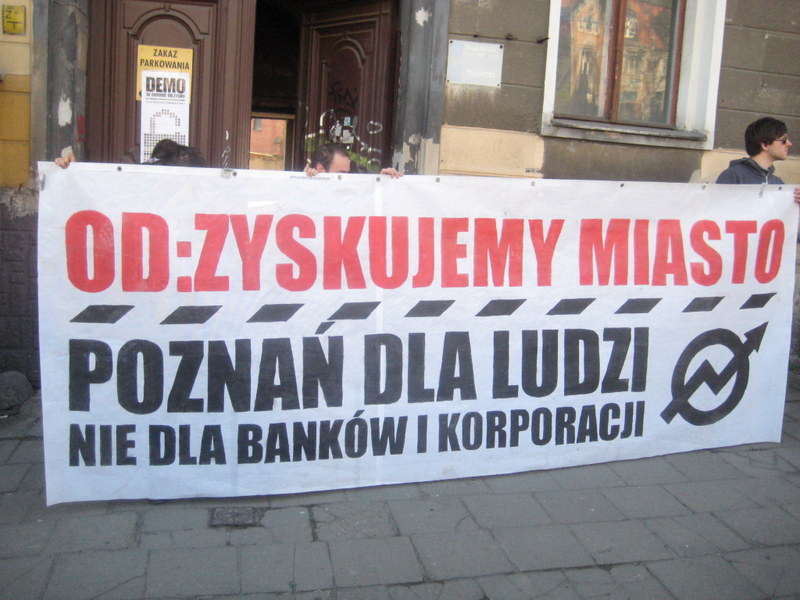 ZAKAZ
PARKOWANIA
DEMO
OD:ZYSKUJEMY MIASTO
POZNAŃ DLA LUDZI
NIE DLA BANKÓW I KORPORACJI